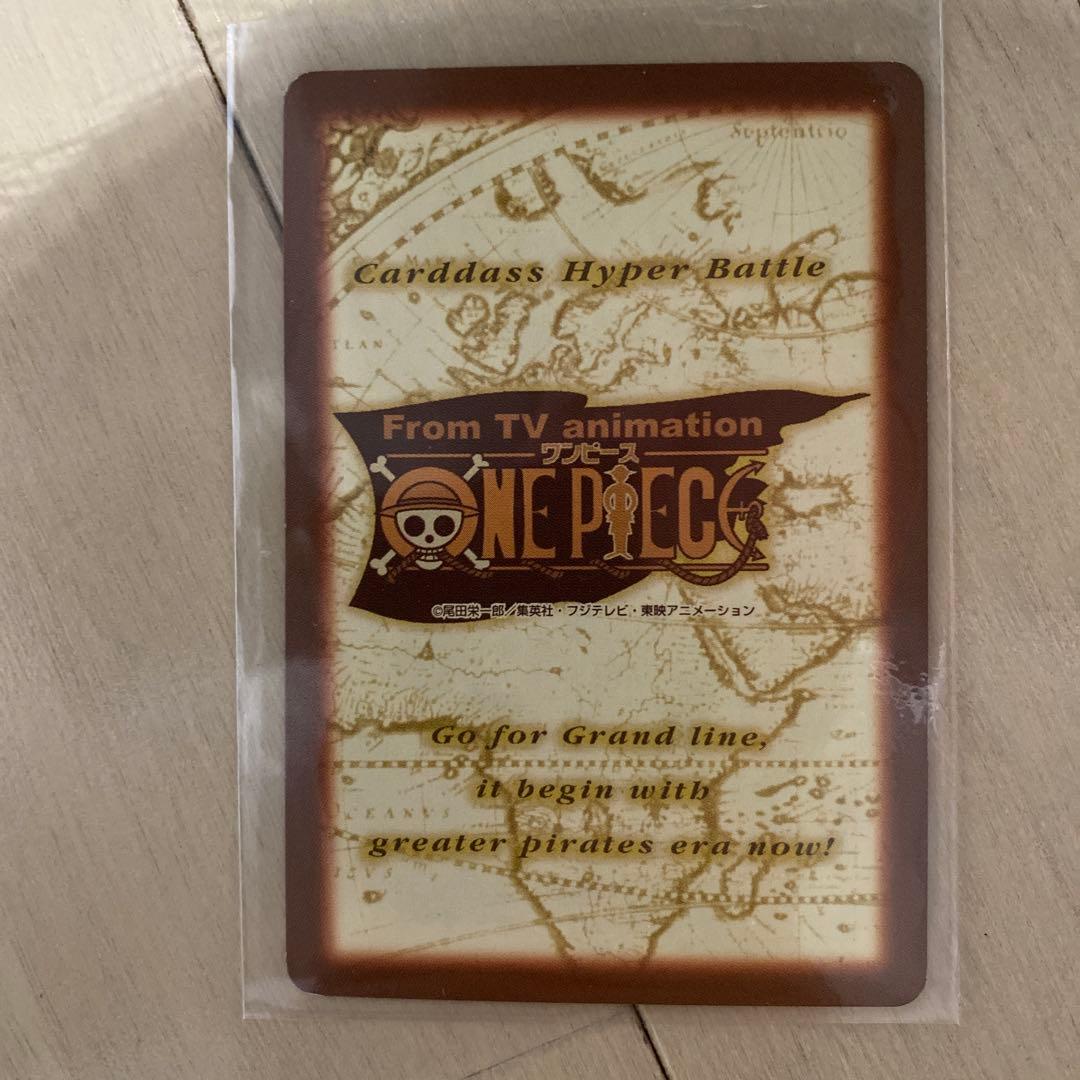 Septentrio
Carddass Hyper Battle
TLAN
From TV animation
ワンピース
ONE PIECE
©尾田栄一郎/集英社・フジテレビ・東映アニメーション
Go for Grand line,
it begin with
EANVS
greater pirates era now!